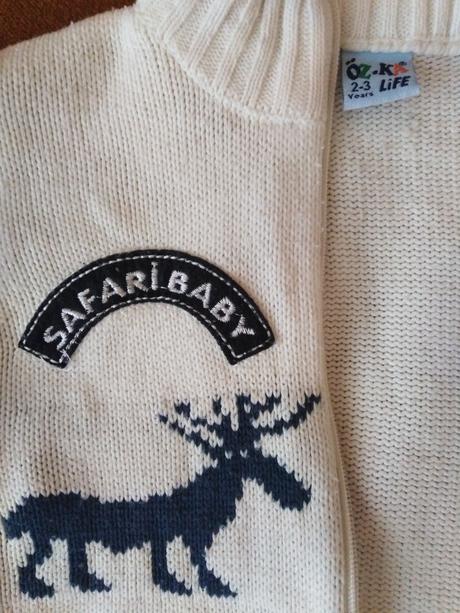 ÖZ-KA
2-3 LiFE
Years
SAFARİ BABY